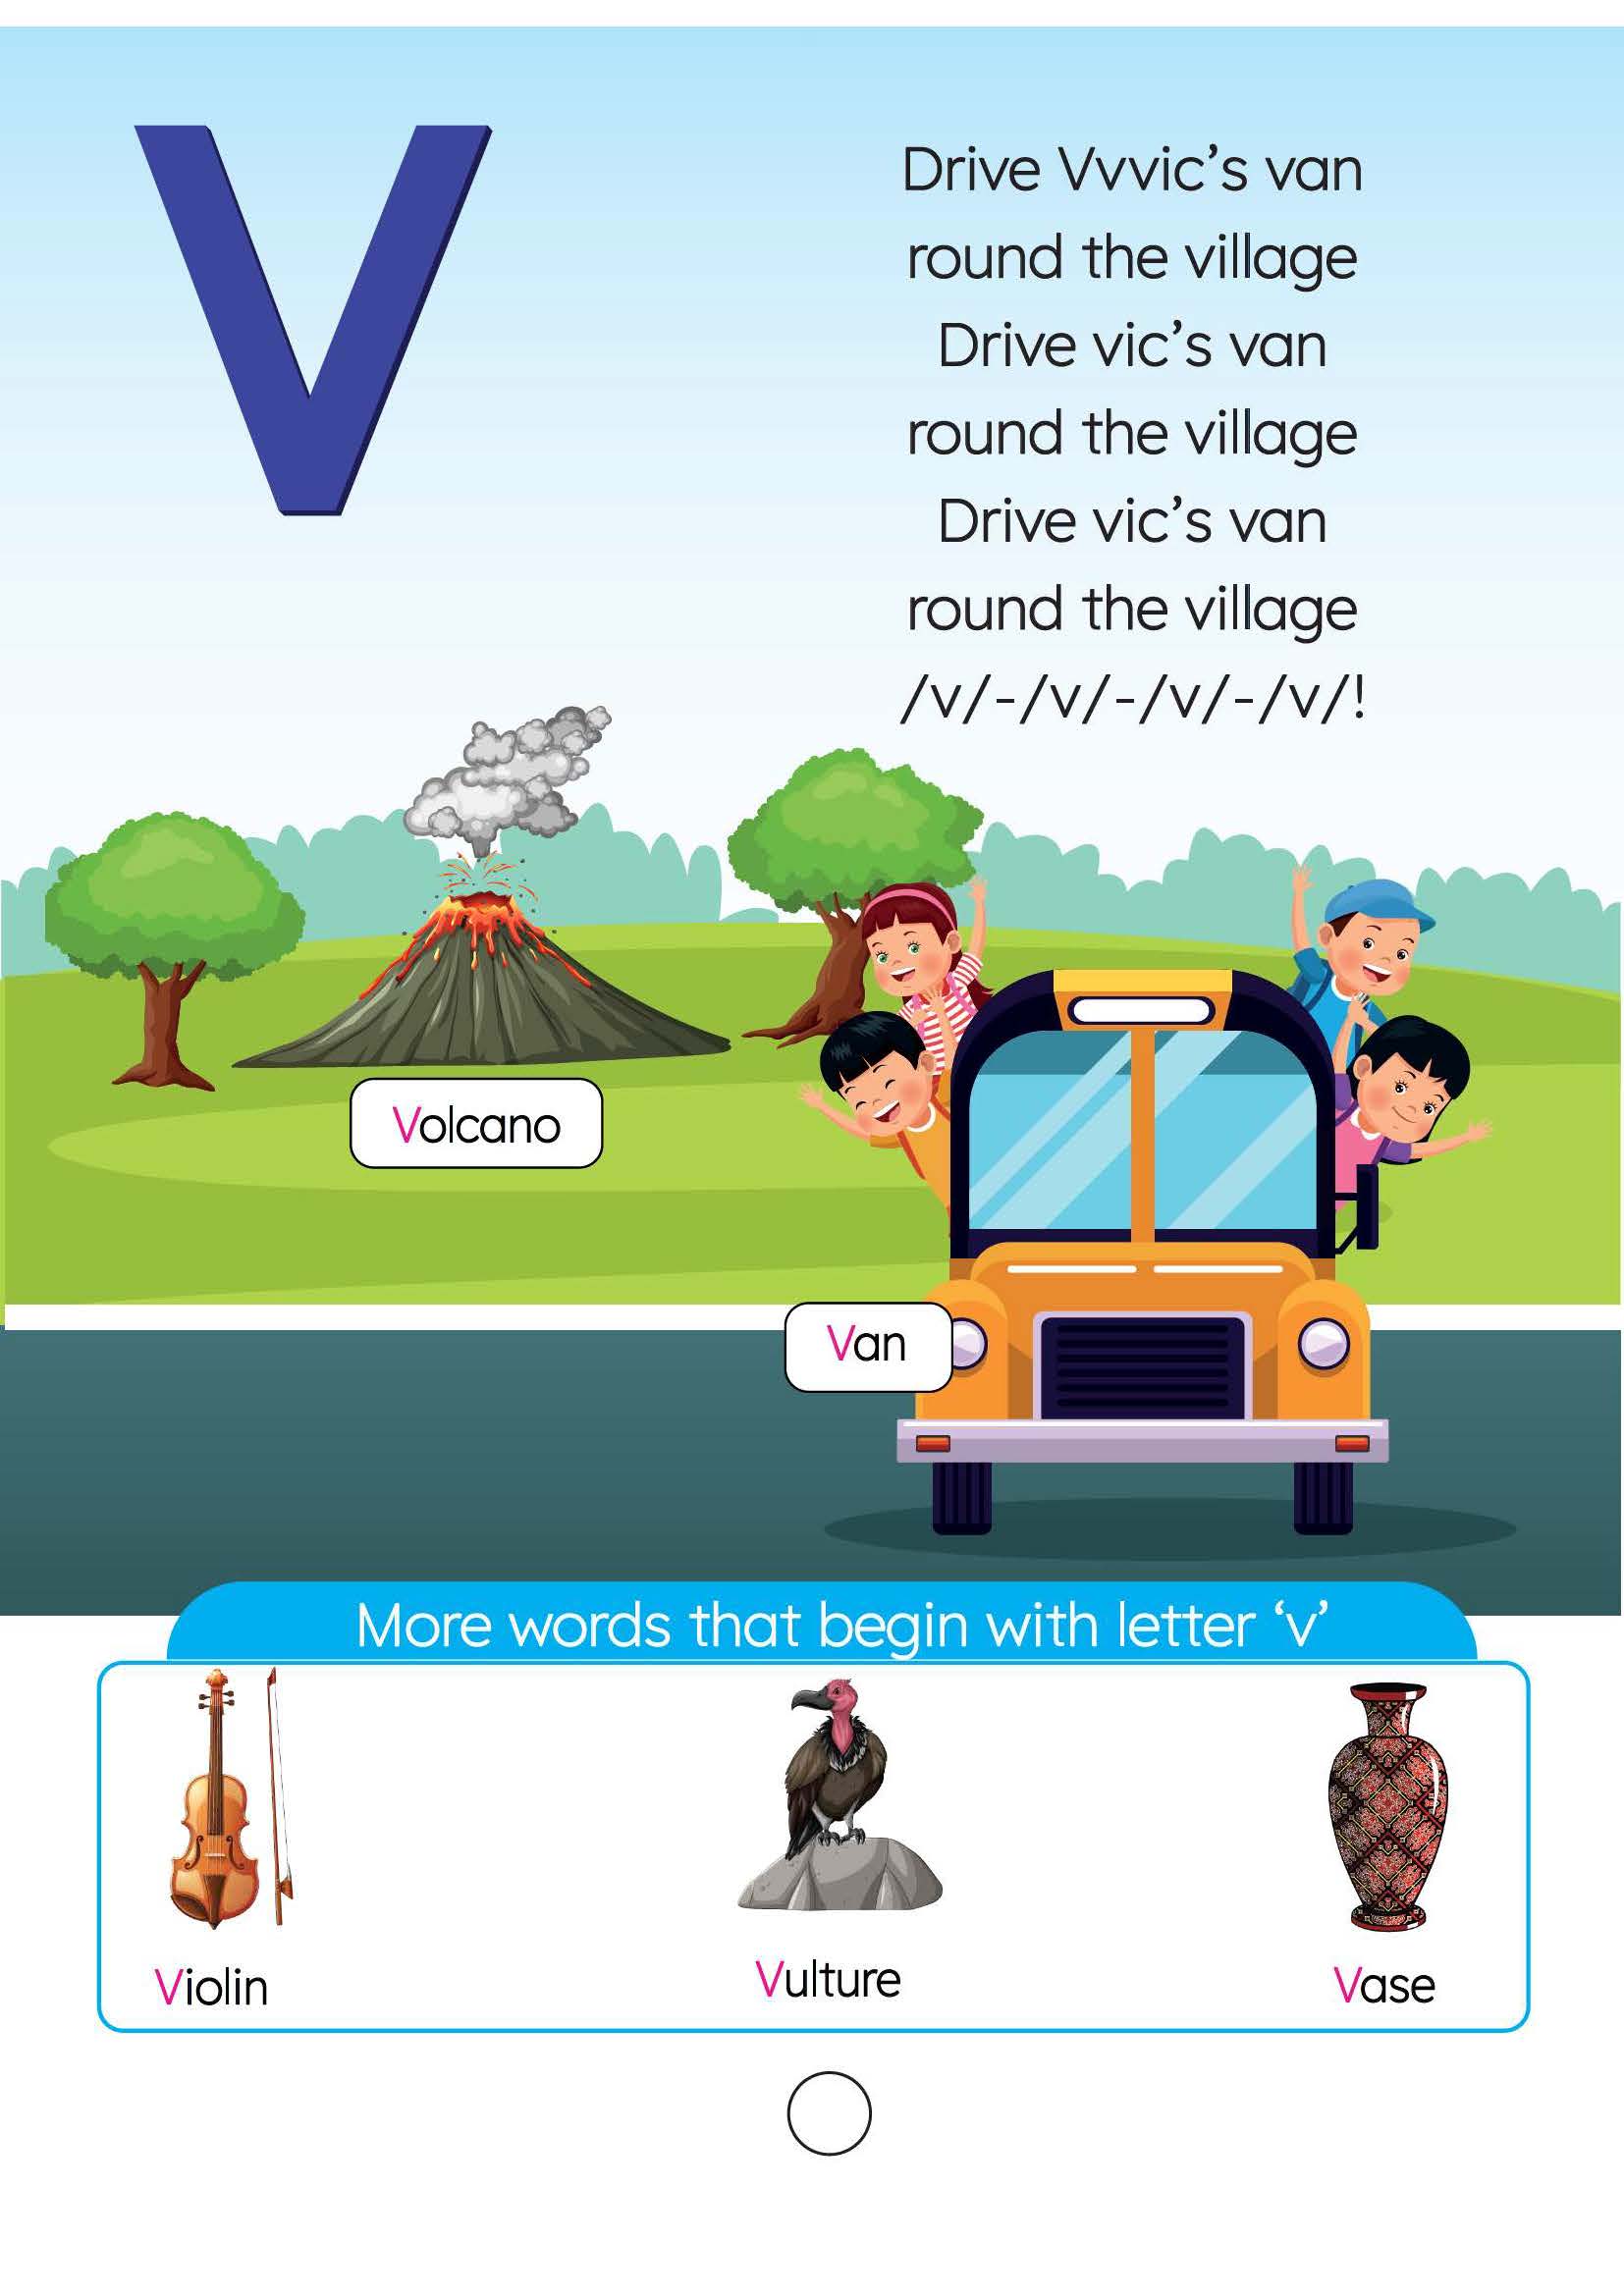 V
Drive Vvvic’s van
round the village
Drive vic’s van
round the village
Drive vic’s van
round the village
/v/-/v/-/v/-/v/!
Volcano
Van
More words that begin with letter ‘v’
Violin
Vulture
Vase